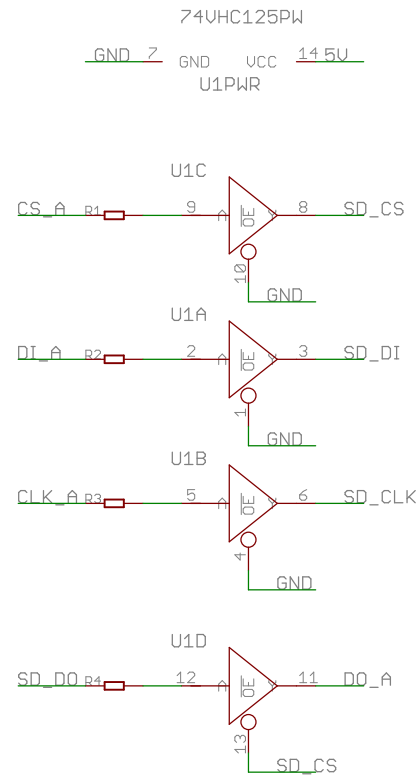 74VHC125PW
GND 7 GND VCC 14 5V
U1PWR
U1C
CS_A R1 9 A OE Y 8 SD_CS
10
GND
U1A
DI_A R2 2 A OE Y 3 SD_DI
1
GND
U1B
CLK_A R3 5 A OE Y 6 SD_CLK
4
GND
U1D
SD_DO R4 12 A OE Y 11 DO_A
13
SD_CS